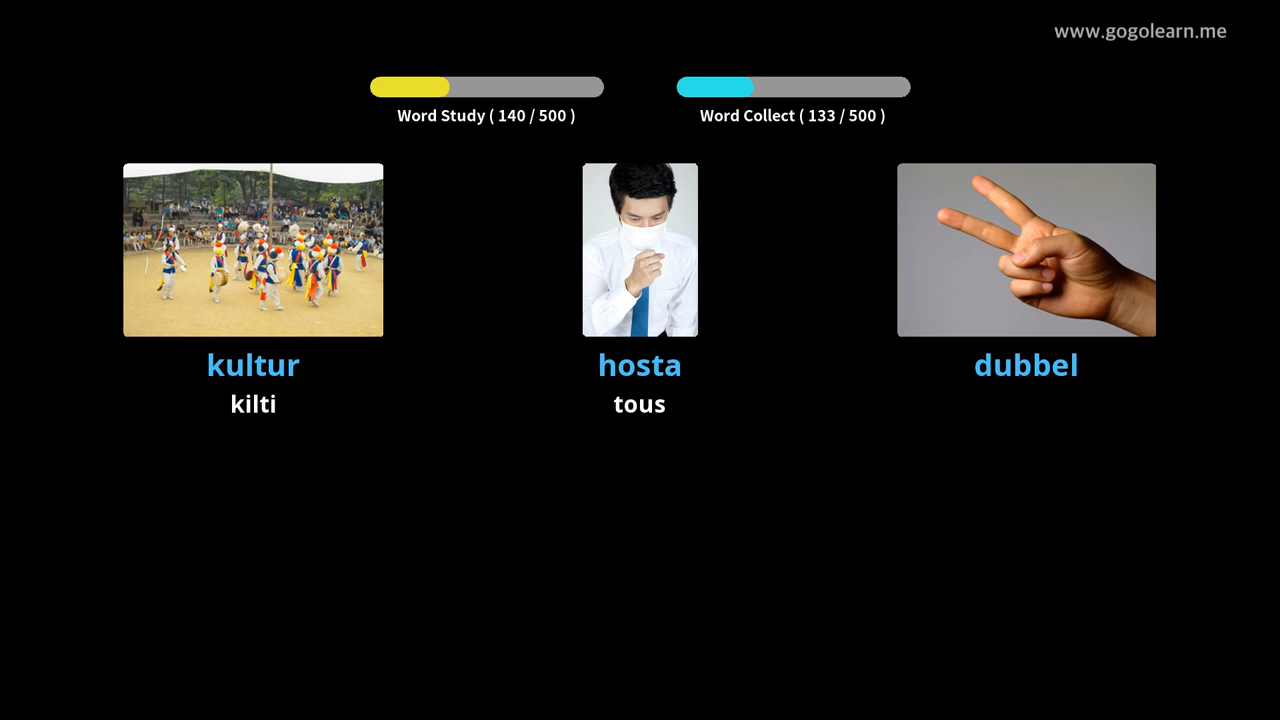 www.gogolearn.me
Word Study ( 140 / 500 )
Word Collect ( 133 / 500 )
kultur
kilti
hosta
tous
dubbel